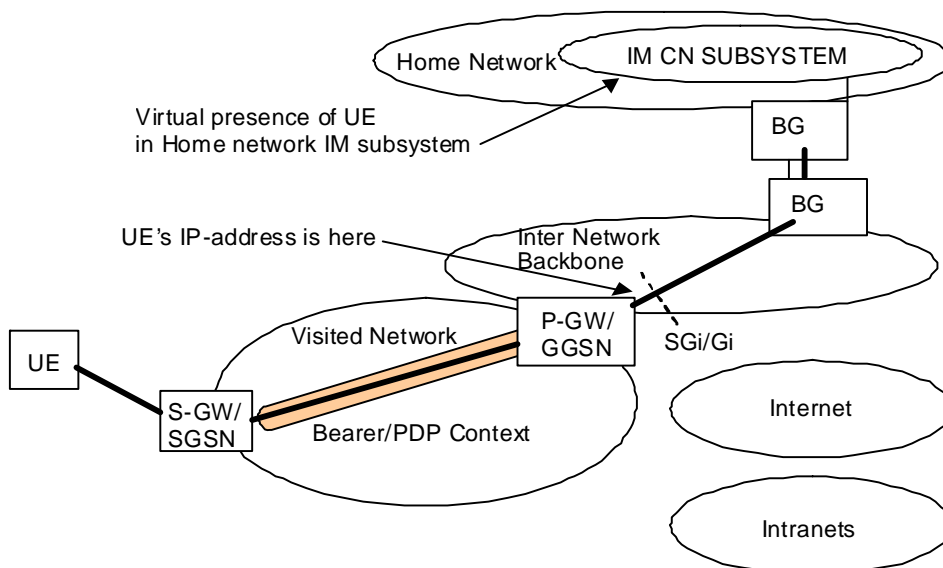 IM CN SUBSYSTEM
Home Network
Virtual presence of UE
in Home network IM subsystem
BG
BG
UE's IP-address is here
Inter Network
Backbone
P-GW/
GGSN
SGi/Gi
Visited Network
UE
S-GW/
SGSN
Bearer/PDP Context
Internet
Intranets